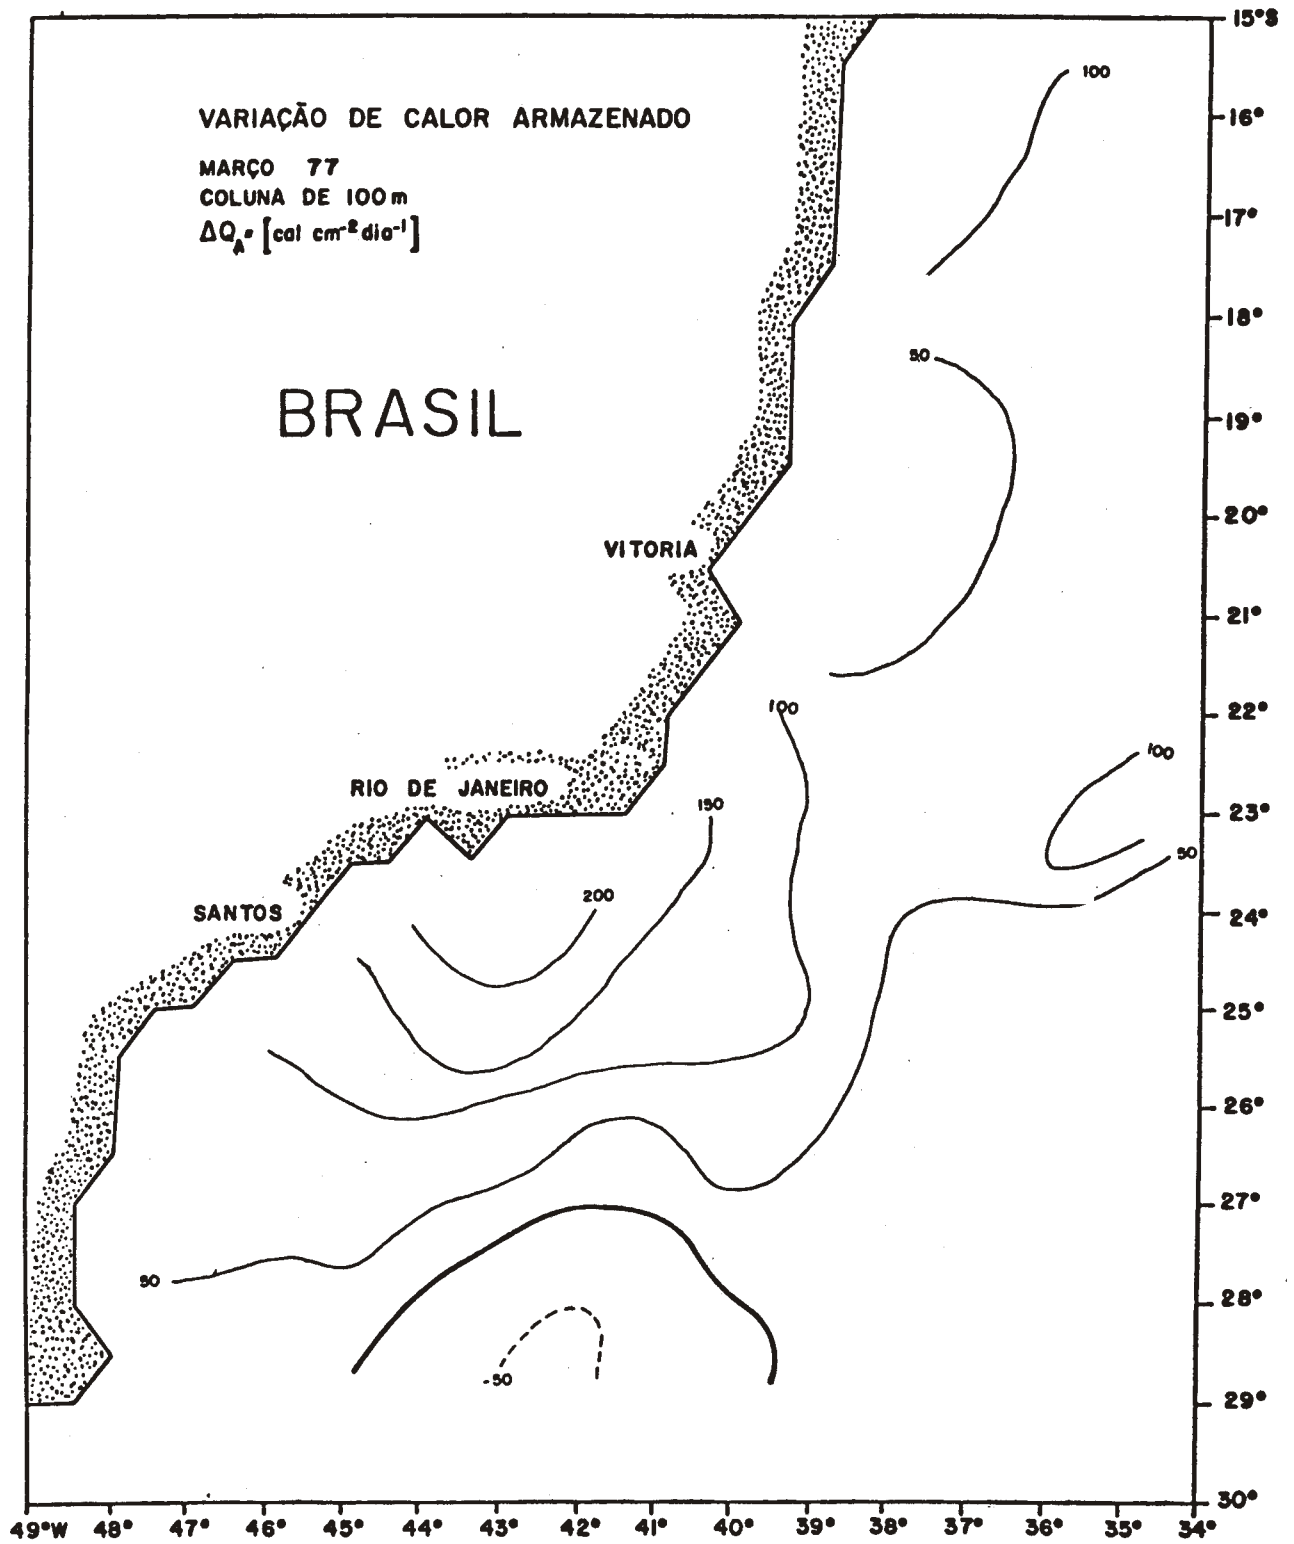 VARIAÇÃO DE CALOR ARMAZENADO
MARÇO 77
COLUNA DE 100 m
ΔQA= [cal cm⁻² dia⁻¹]
BRASIL
VITORIA
RIO DE JANEIRO
SANTOS
100
50
100
100
50
150
200
50
-50
15°S
16°
17°
18°
19°
20°
21°
22°
23°
24°
25°
26°
27°
28°
29°
30°
49°W 48° 47° 46° 45° 44° 43° 42° 41° 40° 39° 38° 37° 36° 35° 34°